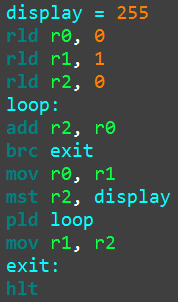 display = 255
rld r0, 0
rld r1, 1
rld r2, 0
loop:
add r2, r0
brc exit
mov r0, r1
mst r2, display
pld loop
mov r1, r2
exit:
hlt